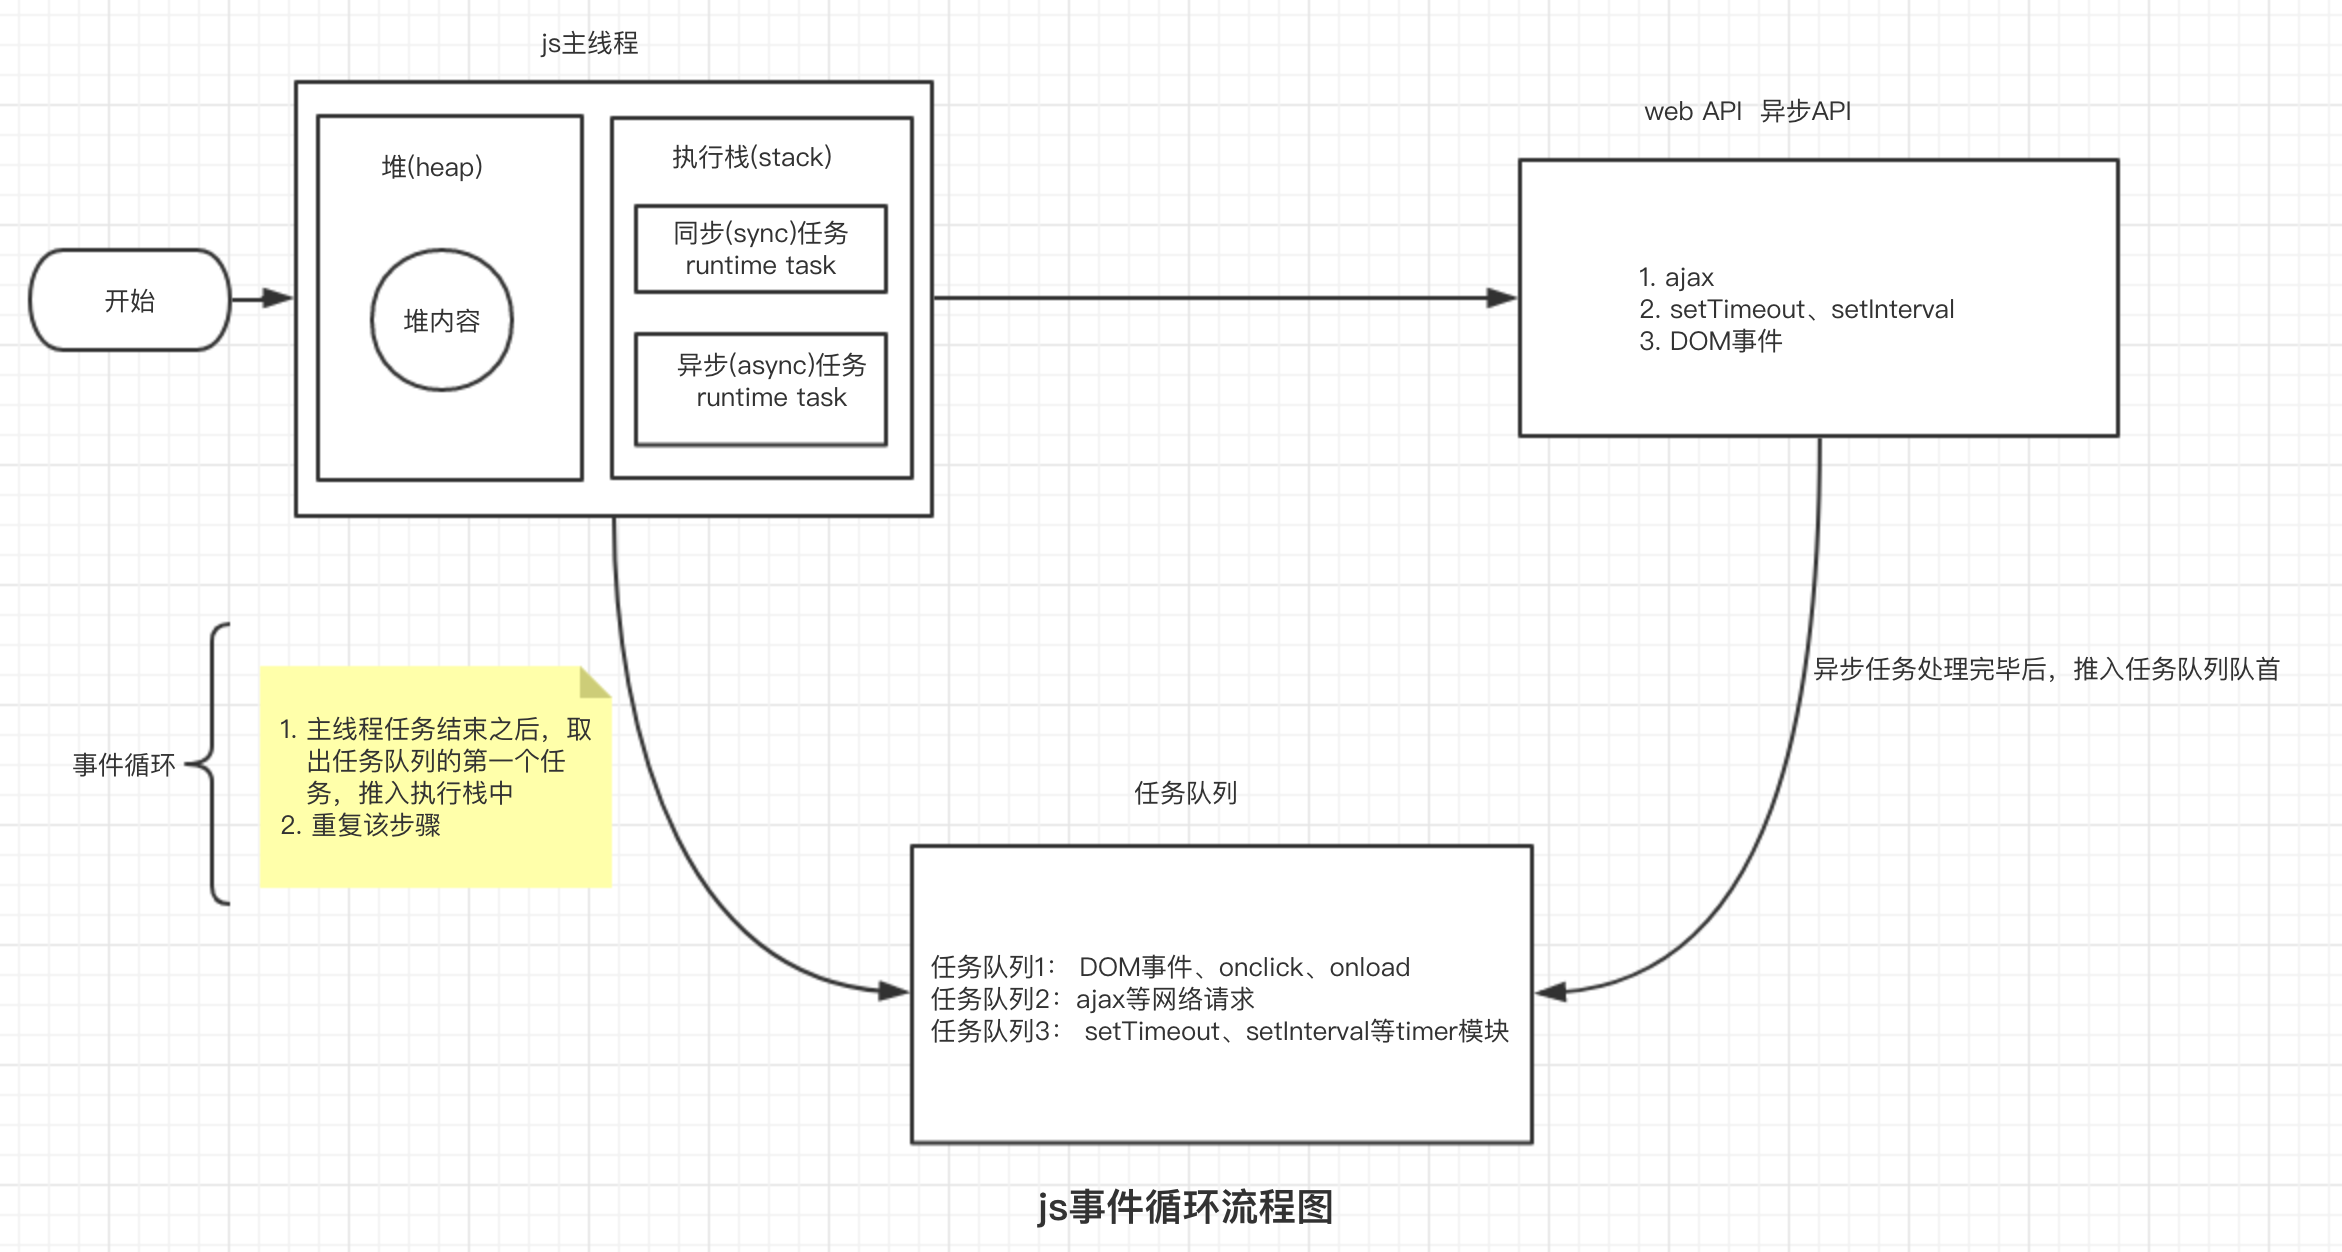 js主线程
web API  异步API
堆(heap)
执行栈(stack)
同步(sync)任务
runtime task
开始
堆内容
异步(async)任务
runtime task
1. ajax
2. setTimeout、setInterval
3. DOM事件
异步任务处理完毕后，推入任务队列队首
事件循环
1. 主线程任务结束之后，取
出任务队列的第一个任
务，推入执行栈中
2. 重复该步骤
任务队列
任务队列1： DOM事件、onclick、onload
任务队列2：ajax等网络请求
任务队列3： setTimeout、setInterval等timer模块
js事件循环流程图